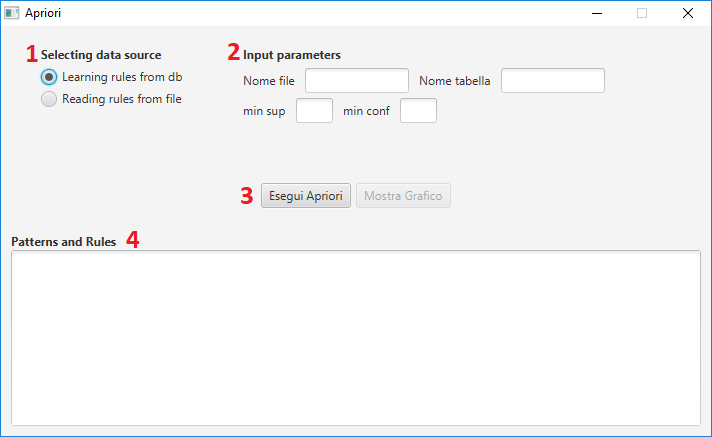 Apriori
1 Selecting data source
Learning rules from db
Reading rules from file
2 Input parameters
Nome file Nome tabella
min sup min conf
3 Esegui Apriori Mostra Grafico
Patterns and Rules 4